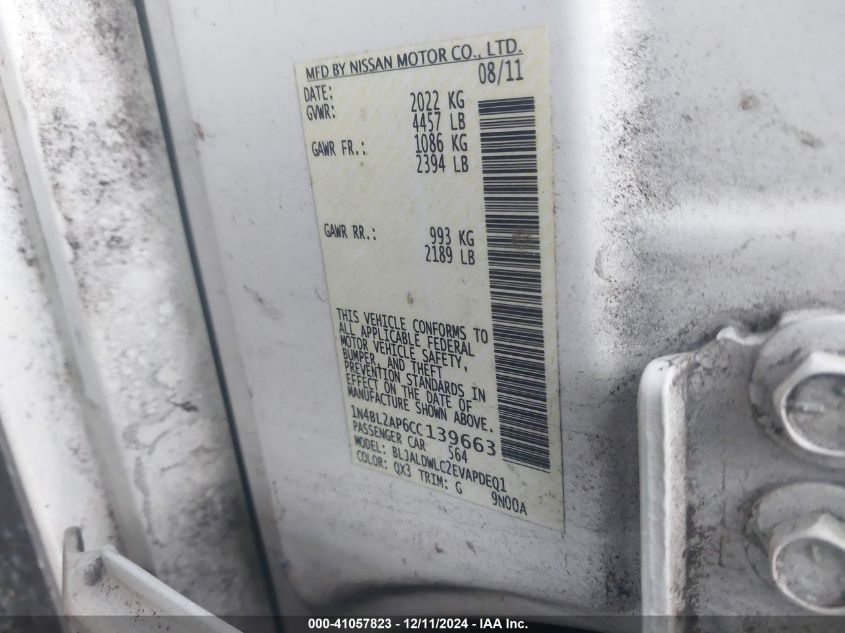 MFD BY NISSAN MOTOR CO., LTD.
DATE: 08/11
GVWR: 2022 KG
4457 LB
GAWR FR.: 1086 KG
2394 LB
GAWR RR.: 993 KG
2189 LB
THIS VEHICLE CONFORMS TO
ALL APPLICABLE FEDERAL
MOTOR VEHICLE SAFETY,
BUMPER, AND THEFT
PREVENTION STANDARDS IN
EFFECT ON THE DATE OF
MANUFACTURE SHOWN ABOVE.
1N4BL2AP6CC139663
PASSENGER CAR 564
MODEL: BLJALDWLC2EVAPDEQ1
COLOR: QX3 TRIM: G 9N00A
000-41057823 - 12/11/2024 - IAA Inc.